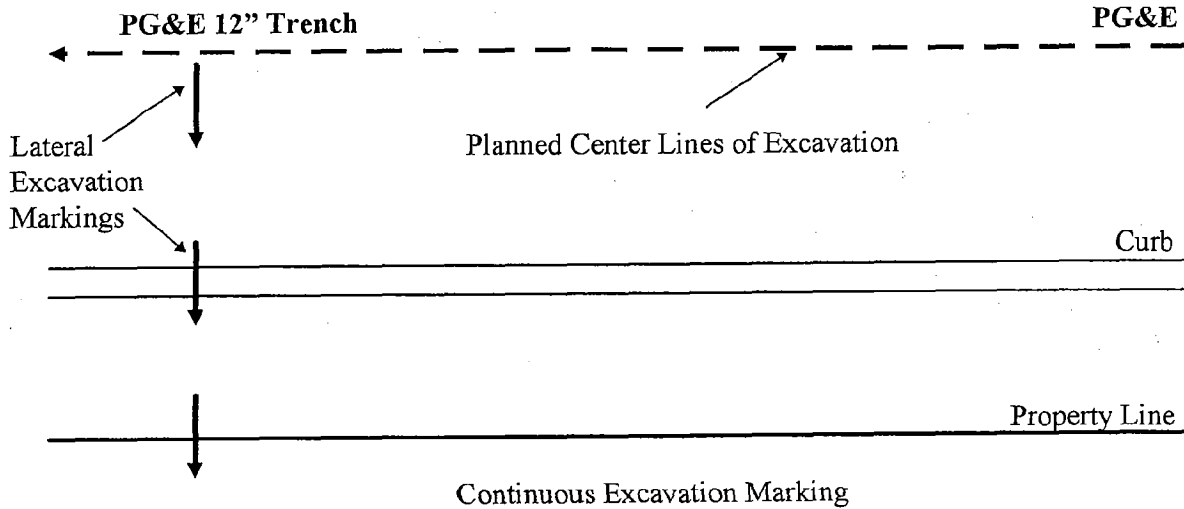 PG&E 12” Trench
PG&E
Lateral
Excavation
Markings
Planned Center Lines of Excavation
Curb
Property Line
Continuous Excavation Marking